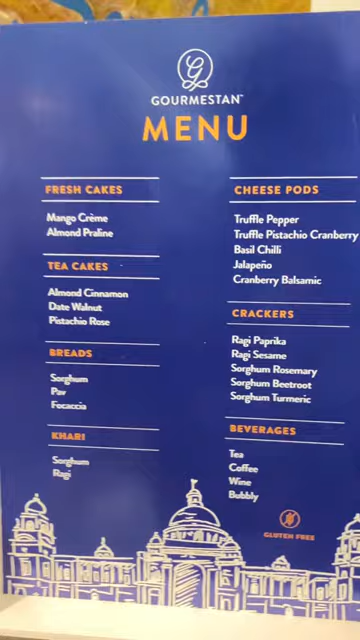 GOURMESTAN™
MENU
FRESH CAKES
Mango Crème
Almond Praline
TEA CAKES
Almond Cinnamon
Date Walnut
Pistachio Rose
BREADS
Sorghum
Pav
Focaccia
KHARI
Sorghum
Ragi
CHEESE PODS
Truffle Pepper
Truffle Pistachio Cranberry
Basil Chilli
Jalapeño
Cranberry Balsamic
CRACKERS
Ragi Paprika
Ragi Sesame
Sorghum Rosemary
Sorghum Beetroot
Sorghum Turmeric
BEVERAGES
Tea
Coffee
Wine
Bubbly
GLUTEN FREE